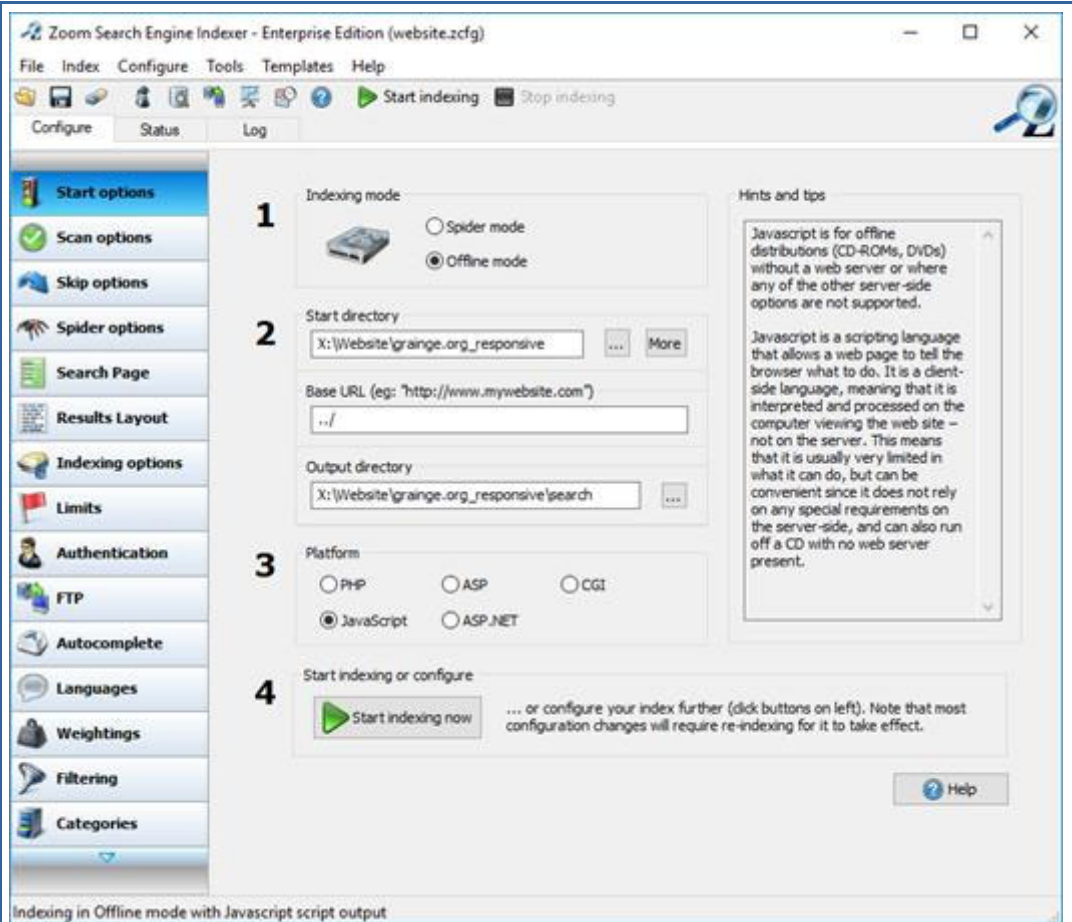 Zoom Search Engine Indexer - Enterprise Edition (website.zcfg)
File Index Configure Tools Templates Help
Start indexing Stop indexing
Configure Status Log
Start options
Scan options
Skip options
Spider options
Search Page
Results Layout
Indexing options
Limits
Authentication
FTP
Autocomplete
Languages
Weightings
Filtering
Categories
1
Indexing mode
Spider mode
Offline mode
2
Start directory
X:\Website\grainge.org_responsive
... More
Base URL (eg: "http://www.mywebsite.com")
../
Output directory
X:\Website\grainge.org_responsive\search
...
3
Platform
PHP ASP CGI
JavaScript ASP.NET
4
Start indexing or configure
Start indexing now
... or configure your index further (click buttons on left). Note that most
configuration changes will require re-indexing for it to take effect.
Hints and tips
Javascript is for offline
distributions (CD-ROMs, DVDs)
without a web server or where
any of the other server-side
options are not supported.
Javascript is a scripting language
that allows a web page to tell the
browser what to do. It is a client-
side language, meaning that it is
interpreted and processed on the
computer viewing the web site –
not on the server. This means
that it is usually very limited in
what it can do, but can be
convenient since it does not rely
on any special requirements on
the server-side, and can also run
off a CD with no web server
present.
Help
Indexing in Offline mode with Javascript script output